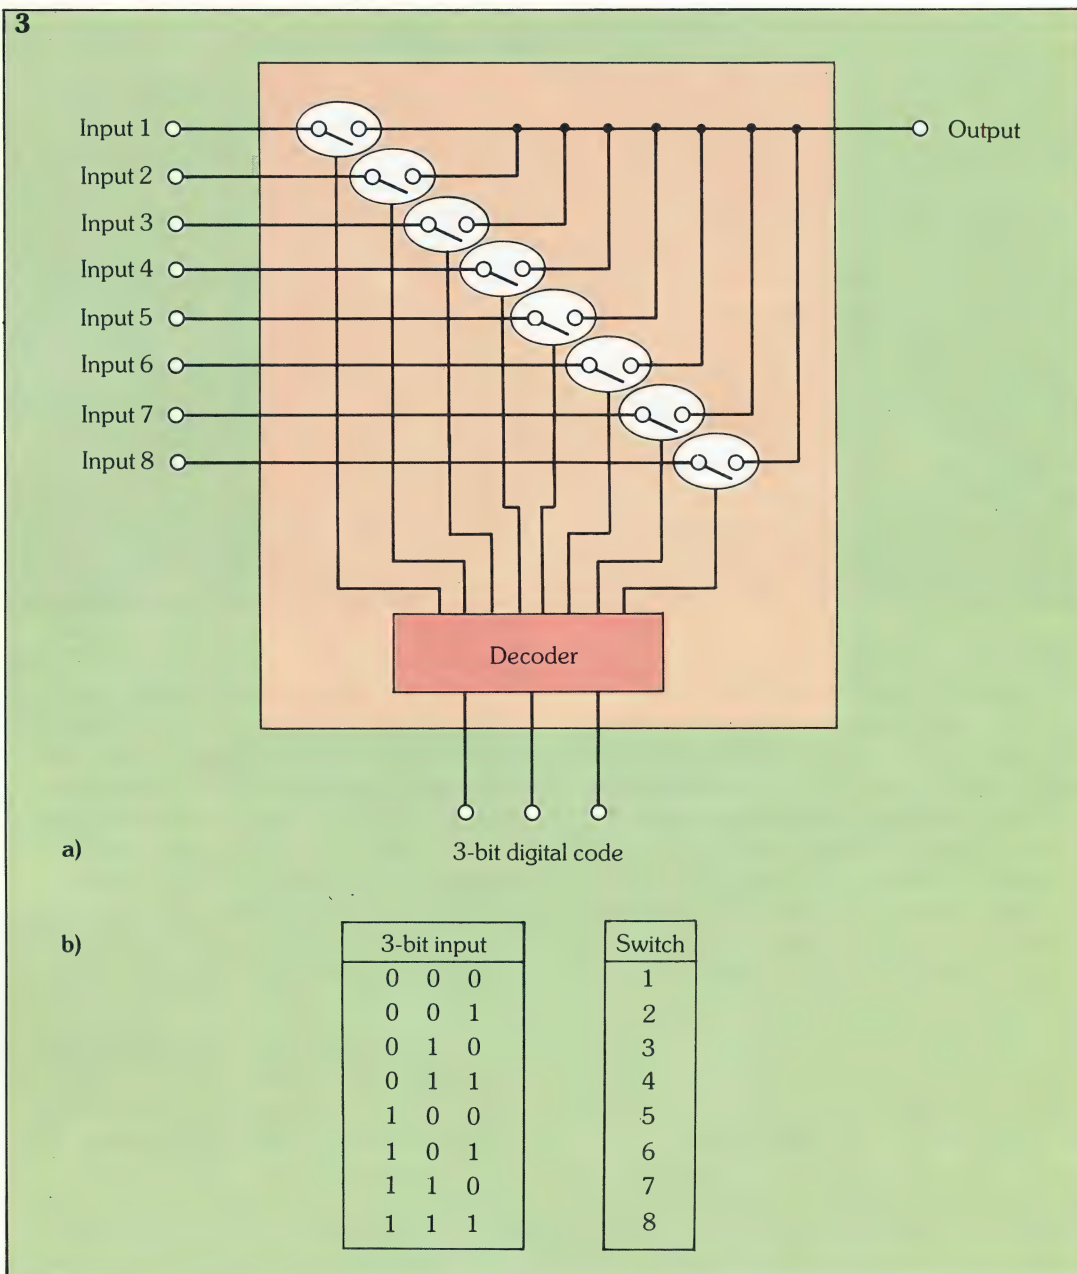 3
Input 1
Output
Input 2
Input 3
Input 4
Input 5
Input 6
Input 7
Input 8
Decoder
3-bit digital code
a)
b)
3-bit input Switch
0 0 0 1
0 0 1 2
0 1 0 3
0 1 1 4
1 0 0 5
1 0 1 6
1 1 0 7
1 1 1 8